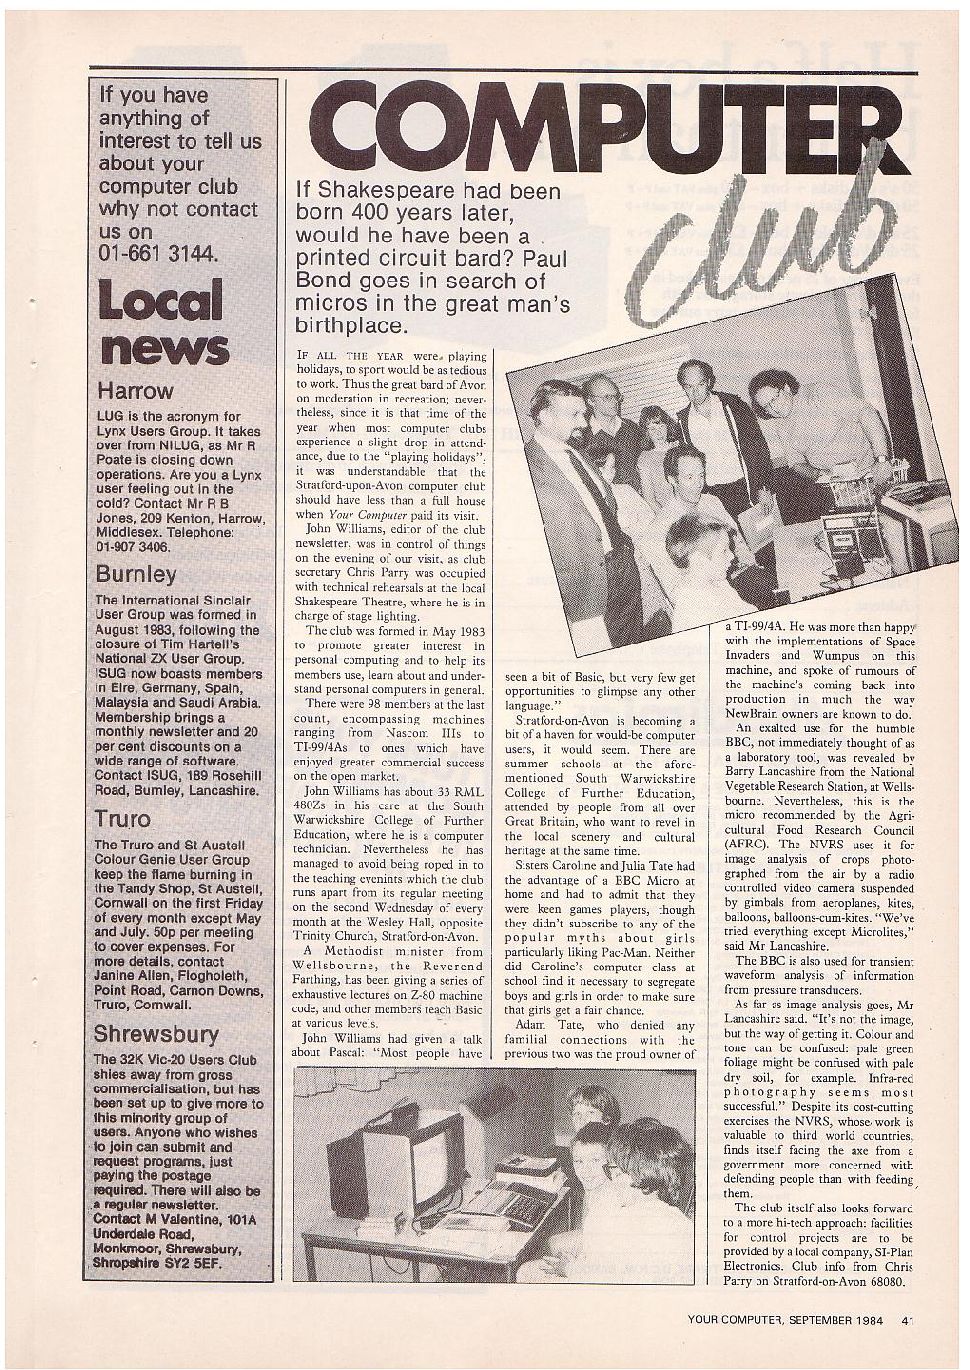 If you have
anything of
interest to tell us
about your
computer club
why not contact
us on
01-661 3144.
Local
news
Harrow
LUG is the acronym for
Lynx Users Group. It takes
over from NILUG, as Mr R
Poate is closing down
operations. Are you a Lynx
user feeling out in the
cold? Contact Mr R B
Jones, 209 Kenton, Harrow,
Middlesex. Telephone:
01-907 3406.
Burnley
The International Sinclair
User Group was formed in
August 1983, following the
closure of Tim Hartell's
National ZX User Group.
ISUG now boasts members
in Eire, Germany, Spain,
Malaysia and Saudi Arabia.
Membership brings a
monthly newsletter and 20
per cent discounts on a
wide range of software.
Contact ISUG, 189 Rosehill
Road, Burnley, Lancashire.
Truro
The Truro and St Austell
Colour Genie User Group
keep the flame burning in
the Tandy Shop, St Austell,
Cornwall on the first Friday
of every month except May
and July. 50p per meeting
to cover expenses. For
more details, contact
Janine Allen, Flogholeth,
Point Road, Carnon Downs,
Truro, Cornwall.
Shrewsbury
The 32K Vic-20 Users Club
shies away from gross
commercialisation, but has
been set up to give more to
this minority group of
users. Anyone who wishes
to join can submit and
request programs, just
paying the postage
required. There will also be
a regular newsletter.
Contact M Valentine, 101A
Underdale Road,
Monkmoor, Shrewsbury,
Shropshire SY2 5EF.
COMPUTER
club
If Shakespeare had been
born 400 years later,
would he have been a
printed circuit bard? Paul
Bond goes in search of
micros in the great man's
birthplace.
IF ALL THE YEAR were playing
holidays, to sport would be as tedious
to work. Thus the great bard of Avon
on moderation in recreation; never-
theless, since it is that time of the
year when most computer clubs
experience a slight drop in attend-
ance, due to the "playing holidays",
it was understandable that the
Stratford-upon-Avon computer club
should have less than a full house
when Your Computer paid its visit.
John Williams, editor of the club
newsletter, was in control of things
on the evening of our visit, as club
secretary Chris Parry was occupied
with technical rehearsals at the local
Shakespeare Theatre, where he is in
charge of stage lighting.
The club was formed in May 1983
to promote greater interest in
personal computing and to help its
members use, learn about and under-
stand personal computers in general.
There were 98 members at the last
count, encompassing machines
ranging from Nascom IIIs to
TI-99/4As to ones which have
enjoyed greater commercial success
on the open market.
John Williams has about 33 RML
480Zs in his care at the South
Warwickshire College of Further
Education, where he is a computer
technician. Nevertheless he has
managed to avoid being roped in to
the teaching evenints which the club
runs apart from its regular meeting
on the second Wednesday of every
month at the Wesley Hall, opposite
Trinity Church, Stratford-on-Avon.
A Methodist minister from
Wellsbourne, the Reverend
Farthing, has been giving a series of
exhaustive lectures on Z-80 machine
code, and other members teach Basic
at various levels.
John Williams had given a talk
about Pascal: "Most people have
seen a bit of Basic, but very few get
opportunities to glimpse any other
language."
Stratford-on-Avon is becoming a
bit of a haven for would-be computer
users, it would seem. There are
summer schools at the afore-
mentioned South Warwickshire
College of Further Education,
attended by people from all over
Great Britain, who want to revel in
the local scenery and cultural
heritage at the same time.
Sisters Caroline and Julia Tate had
the advantage of a BBC Micro at
home and had to admit that they
were keen games players, though
they didn't subscribe to any of the
popular myths about girls
particularly liking Pac-Man. Neither
did Caroline's computer class at
school find it necessary to segregate
boys and girls in order to make sure
that girls get a fair chance.
Adam Tate, who denied any
familial connections with the
previous two was the proud owner of
a TI-99/4A. He was more than happy
with the implementations of Space
Invaders and Wumpus on this
machine, and spoke of rumours of
the machine's coming back into
production in much the way
NewBrain owners are known to do.
An exalted use for the humble
BBC, not immediately thought of as
a laboratory tool, was revealed by
Barry Lancashire from the National
Vegetable Research Station, at Wells-
bourne. Nevertheless, this is the
micro recommended by the Agri-
cultural Food Research Council
(AFRC). The NVRS uses it for
image analysis of crops photo-
graphed from the air by a radio
controlled video camera suspended
by gimbals from aeroplanes, kites,
balloons, balloons-cum-kites. "We've
tried everything except Microlites,"
said Mr Lancashire.
The BBC is also used for transient
waveform analysis of information
from pressure transducers.
As far as image analysis goes, Mr
Lancashire said. "It's not the image,
but the way of getting it. Colour and
tone can be confused: pale green
foliage might be confused with pale
dry soil, for example. Infra-red
photography seems most
successful." Despite its cost-cutting
exercises the NVRS, whose work is
valuable to third world countries,
finds itself facing the axe from a
government more concerned with
defending people than with feeding
them.
The club itself also looks forward
to a more hi-tech approach: facilities
for control projects are to be
provided by a local company, SI-Plan
Electronics. Club info from Chris
Parry on Stratford-on-Avon 68080.
YOUR COMPUTER, SEPTEMBER 1984 41